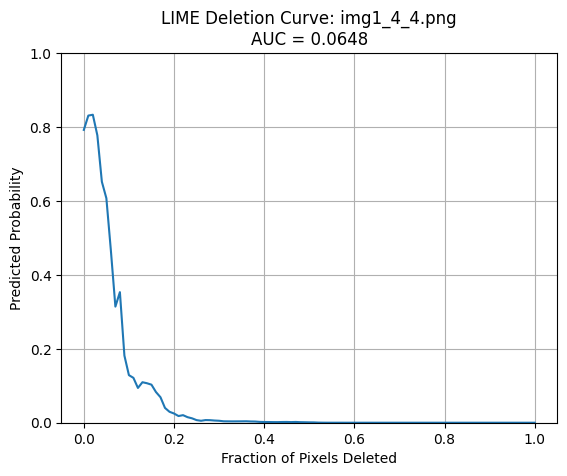 LIME Deletion Curve: img1_4_4.png
AUC = 0.0648
1.0
0.8
0.6
0.4
0.2
0.0
Predicted Probability
0.0 0.2 0.4 0.6 0.8 1.0
Fraction of Pixels Deleted